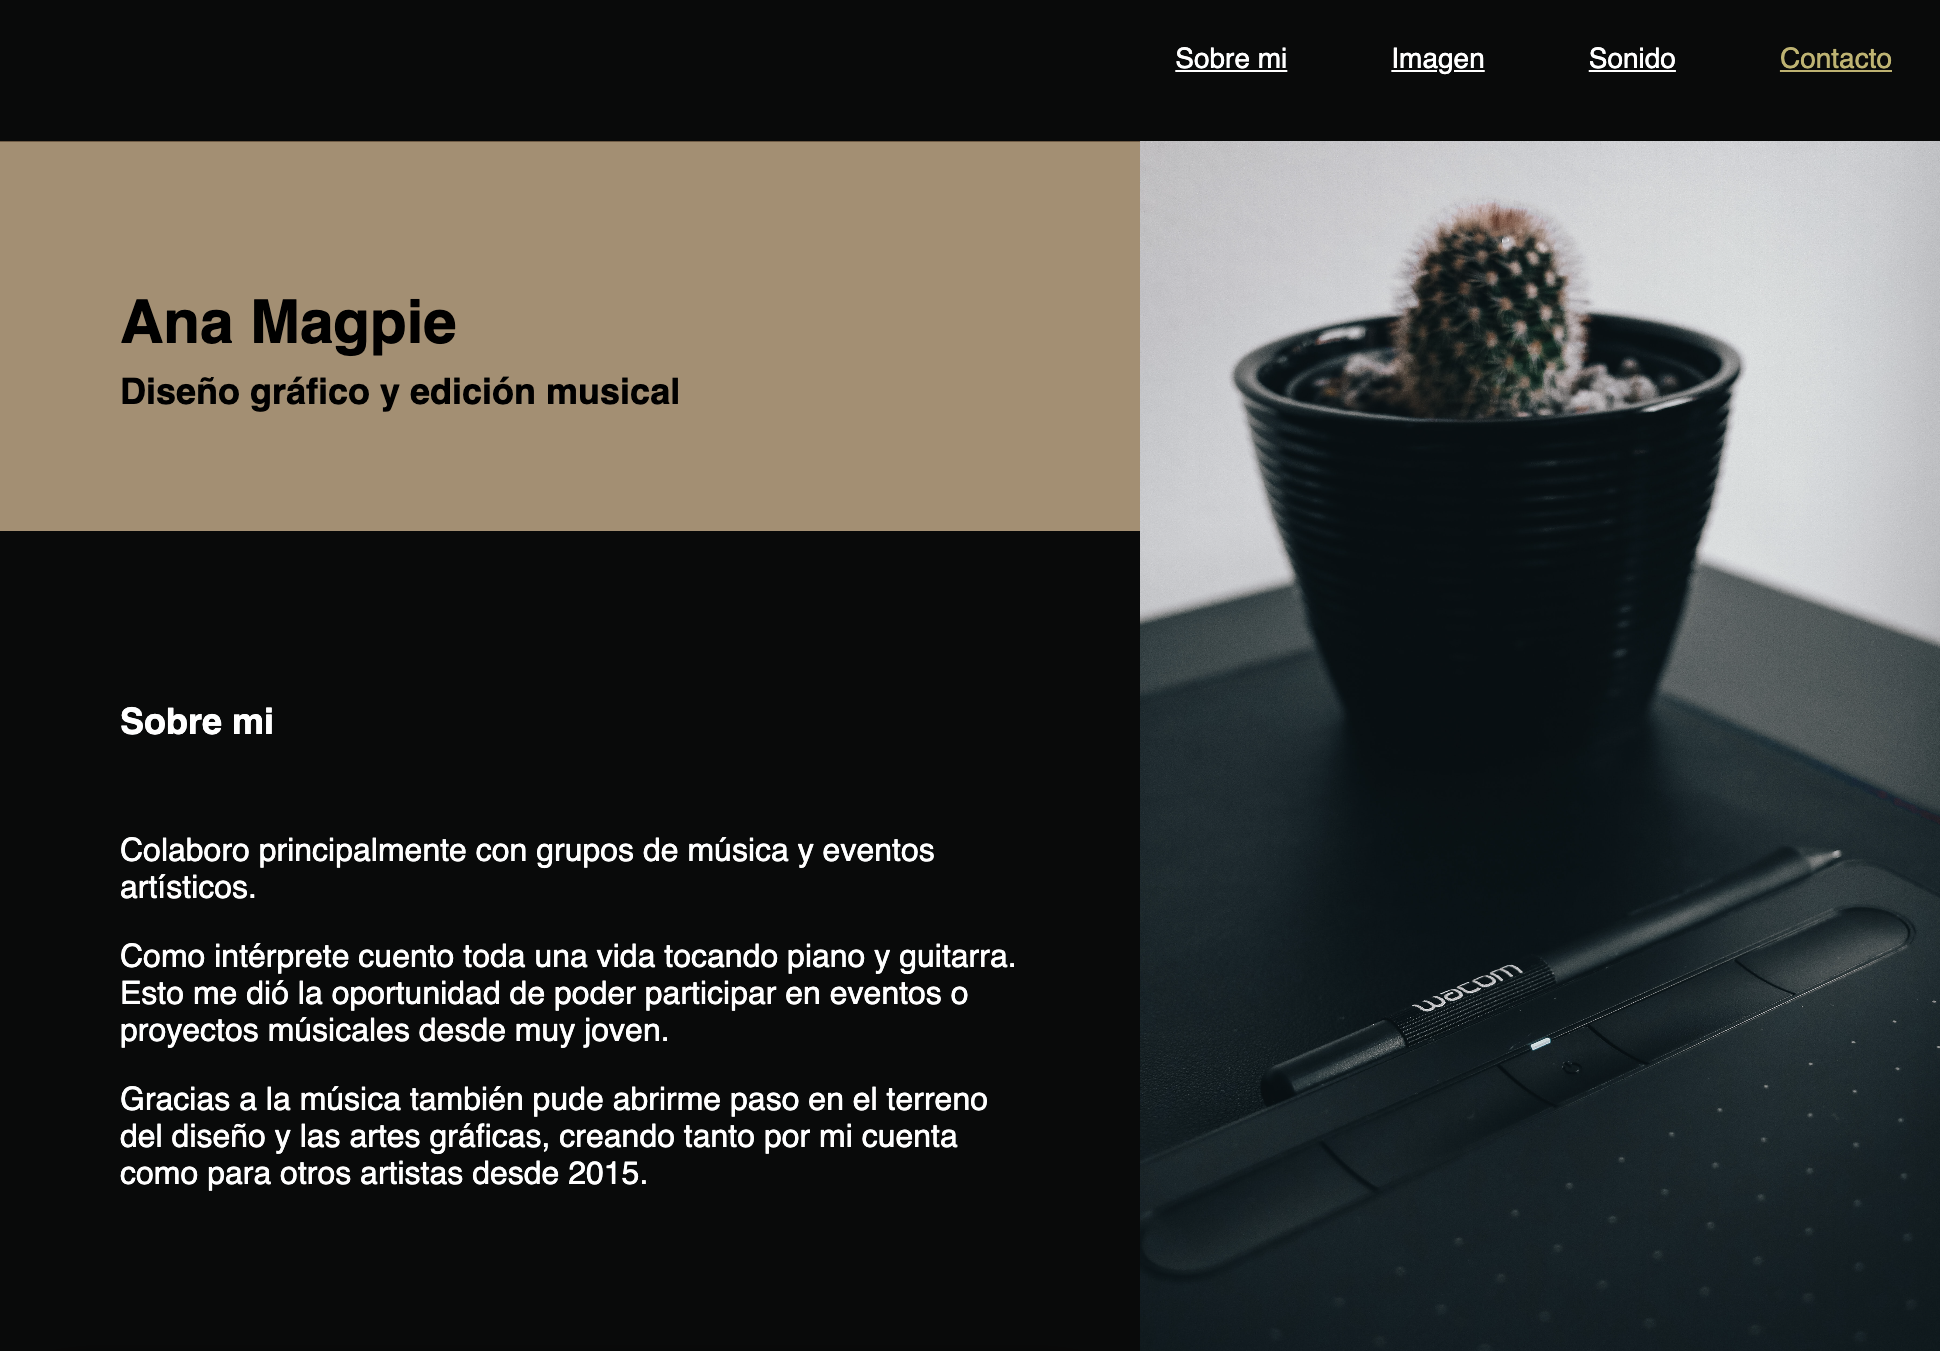 Sobre mi Imagen Sonido Contacto
Ana Magpie
Diseño gráfico y edición musical
Sobre mi
Colaboro principalmente con grupos de música y eventos
artísticos.
Como intérprete cuento toda una vida tocando piano y guitarra.
Esto me dió la oportunidad de poder participar en eventos o
proyectos músicales desde muy joven.
Gracias a la música también pude abrirme paso en el terreno
del diseño y las artes gráficas, creando tanto por mi cuenta
como para otros artistas desde 2015.
wacom